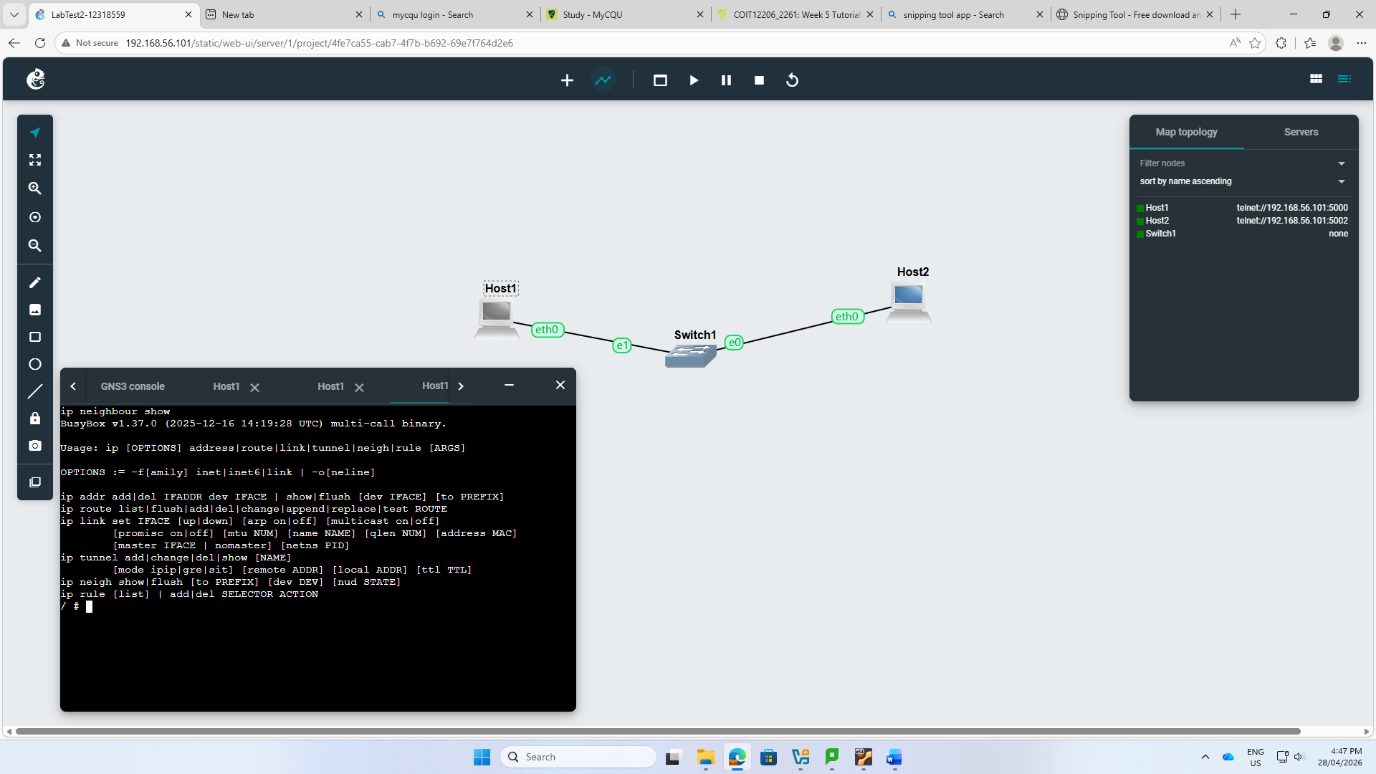 LabTest2-12318559
New tab
mycqu login - Search
Study - MyCQU
COIT12206_2261: Week 5 Tutorial
snipping tool app - Search
Snipping Tool - Free download an
Not secure
192.168.56.101/static/web-ui/server/1/project/4fe7ca55-cab7-4f7b-b692-69e7f764d2e6
Map topology
Servers
Filter nodes
sort by name ascending
Host1 telnet://192.168.56.101:5000
Host2 telnet://192.168.56.101:5002
Switch1 none
Host2
Host1
eth0
eth0
Switch1
e1
e0
GNS3 console
Host1
Host1
Host1
ip neighbour show
BusyBox v1.37.0 (2025-12-16 14:19:28 UTC) multi-call binary.
Usage: ip [OPTIONS] address|route|link|tunnel|neigh|rule [ARGS]
OPTIONS := -f[amily] inet|inet6|link | -o[neline]
ip addr add|del IFADDR dev IFACE | show|flush [dev IFACE] [to PREFIX]
ip route list|flush|add|del|change|append|replace|test ROUTE
ip link set IFACE [up|down] [arp on|off] [multicast on|off]
[promisc on|off] [mtu NUM] [name NAME] [qlen NUM] [address MAC]
[master IFACE | nomaster] [netns PID]
ip tunnel add|change|del|show [NAME]
[mode ipip|gre|sit] [remote ADDR] [local ADDR] [ttl TTL]
ip neigh show|flush [to PREFIX] [dev DEV] [nud STATE]
ip rule [list] | add|del SELECTOR ACTION
/ #
Search
ENG
US
4:47 PM
28/04/2026